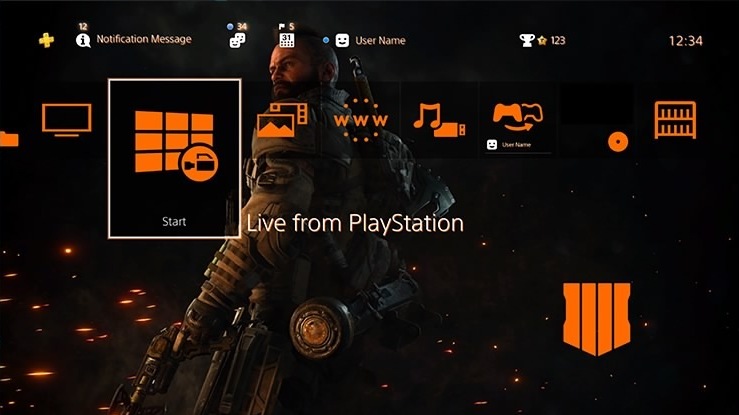 12
Notification Message
34
5
31
User Name
123
12:34
www
User Name
Start
Live from PlayStation